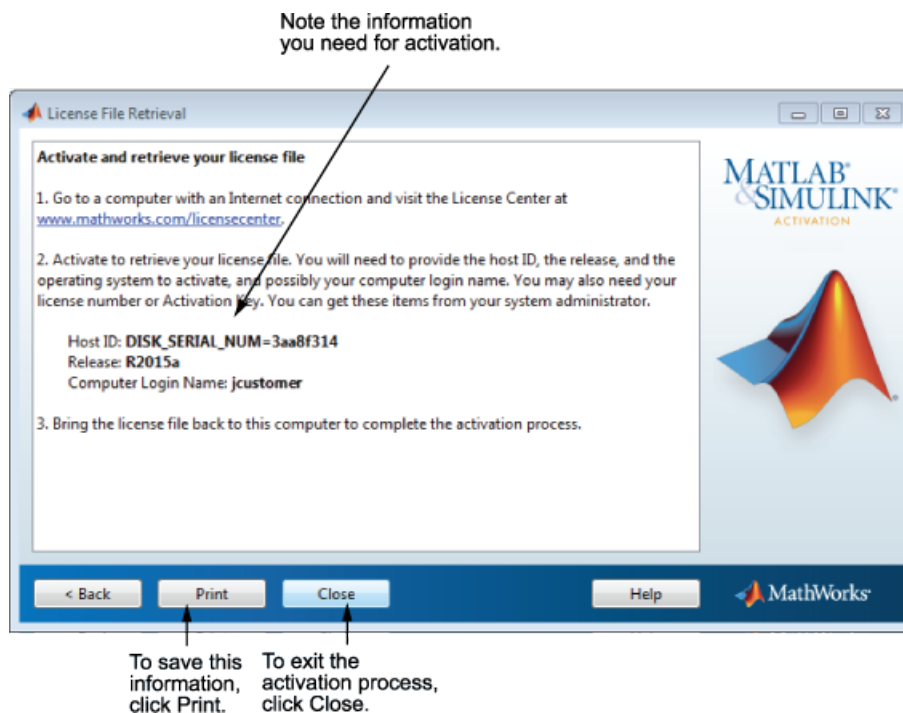 Note the information
you need for activation.
License File Retrieval
Activate and retrieve your license file
1. Go to a computer with an Internet connection and visit the License Center at
www.mathworks.com/licensecenter.
2. Activate to retrieve your license file. You will need to provide the host ID, the release, and the
operating system to activate, and possibly your computer login name. You may also need your
license number or Activation Key. You can get these items from your system administrator.
Host ID: DISK_SERIAL_NUM=3aa8f314
Release: R2015a
Computer Login Name: jcustomer
3. Bring the license file back to this computer to complete the activation process.
MATLAB®
&SIMULINK®
ACTIVATION
< Back
Print
Close
Help
MathWorks®
To save this
information,
click Print.
To exit the
activation process,
click Close.